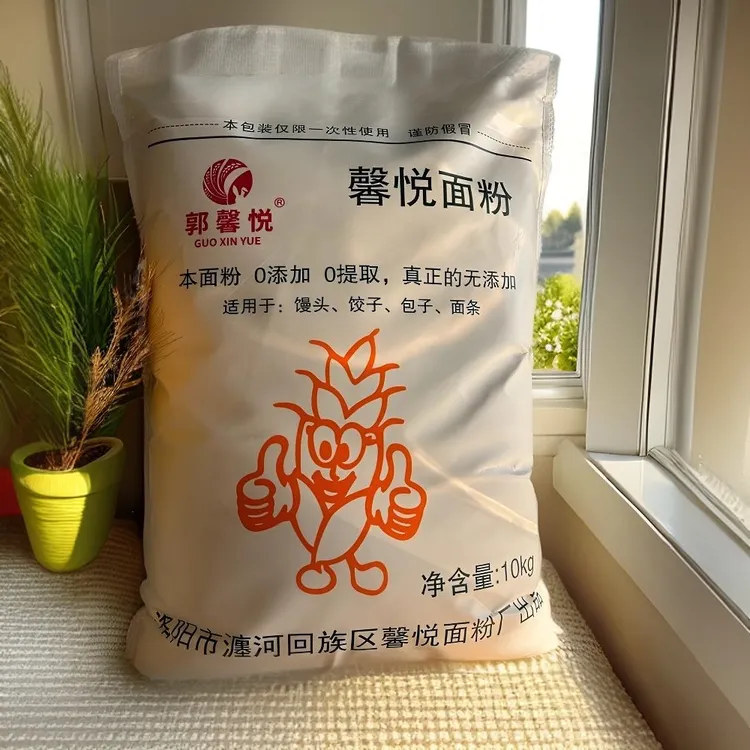 本包装仅限一次性使用 谨防假冒
郭馨悦®
GUO XIN YUE
馨悦面粉
本面粉 0添加 0提取，真正的无添加
适用于：馒头、饺子、包子、面条
净含量:10kg
洛阳市瀍河回族区馨悦面粉厂出品